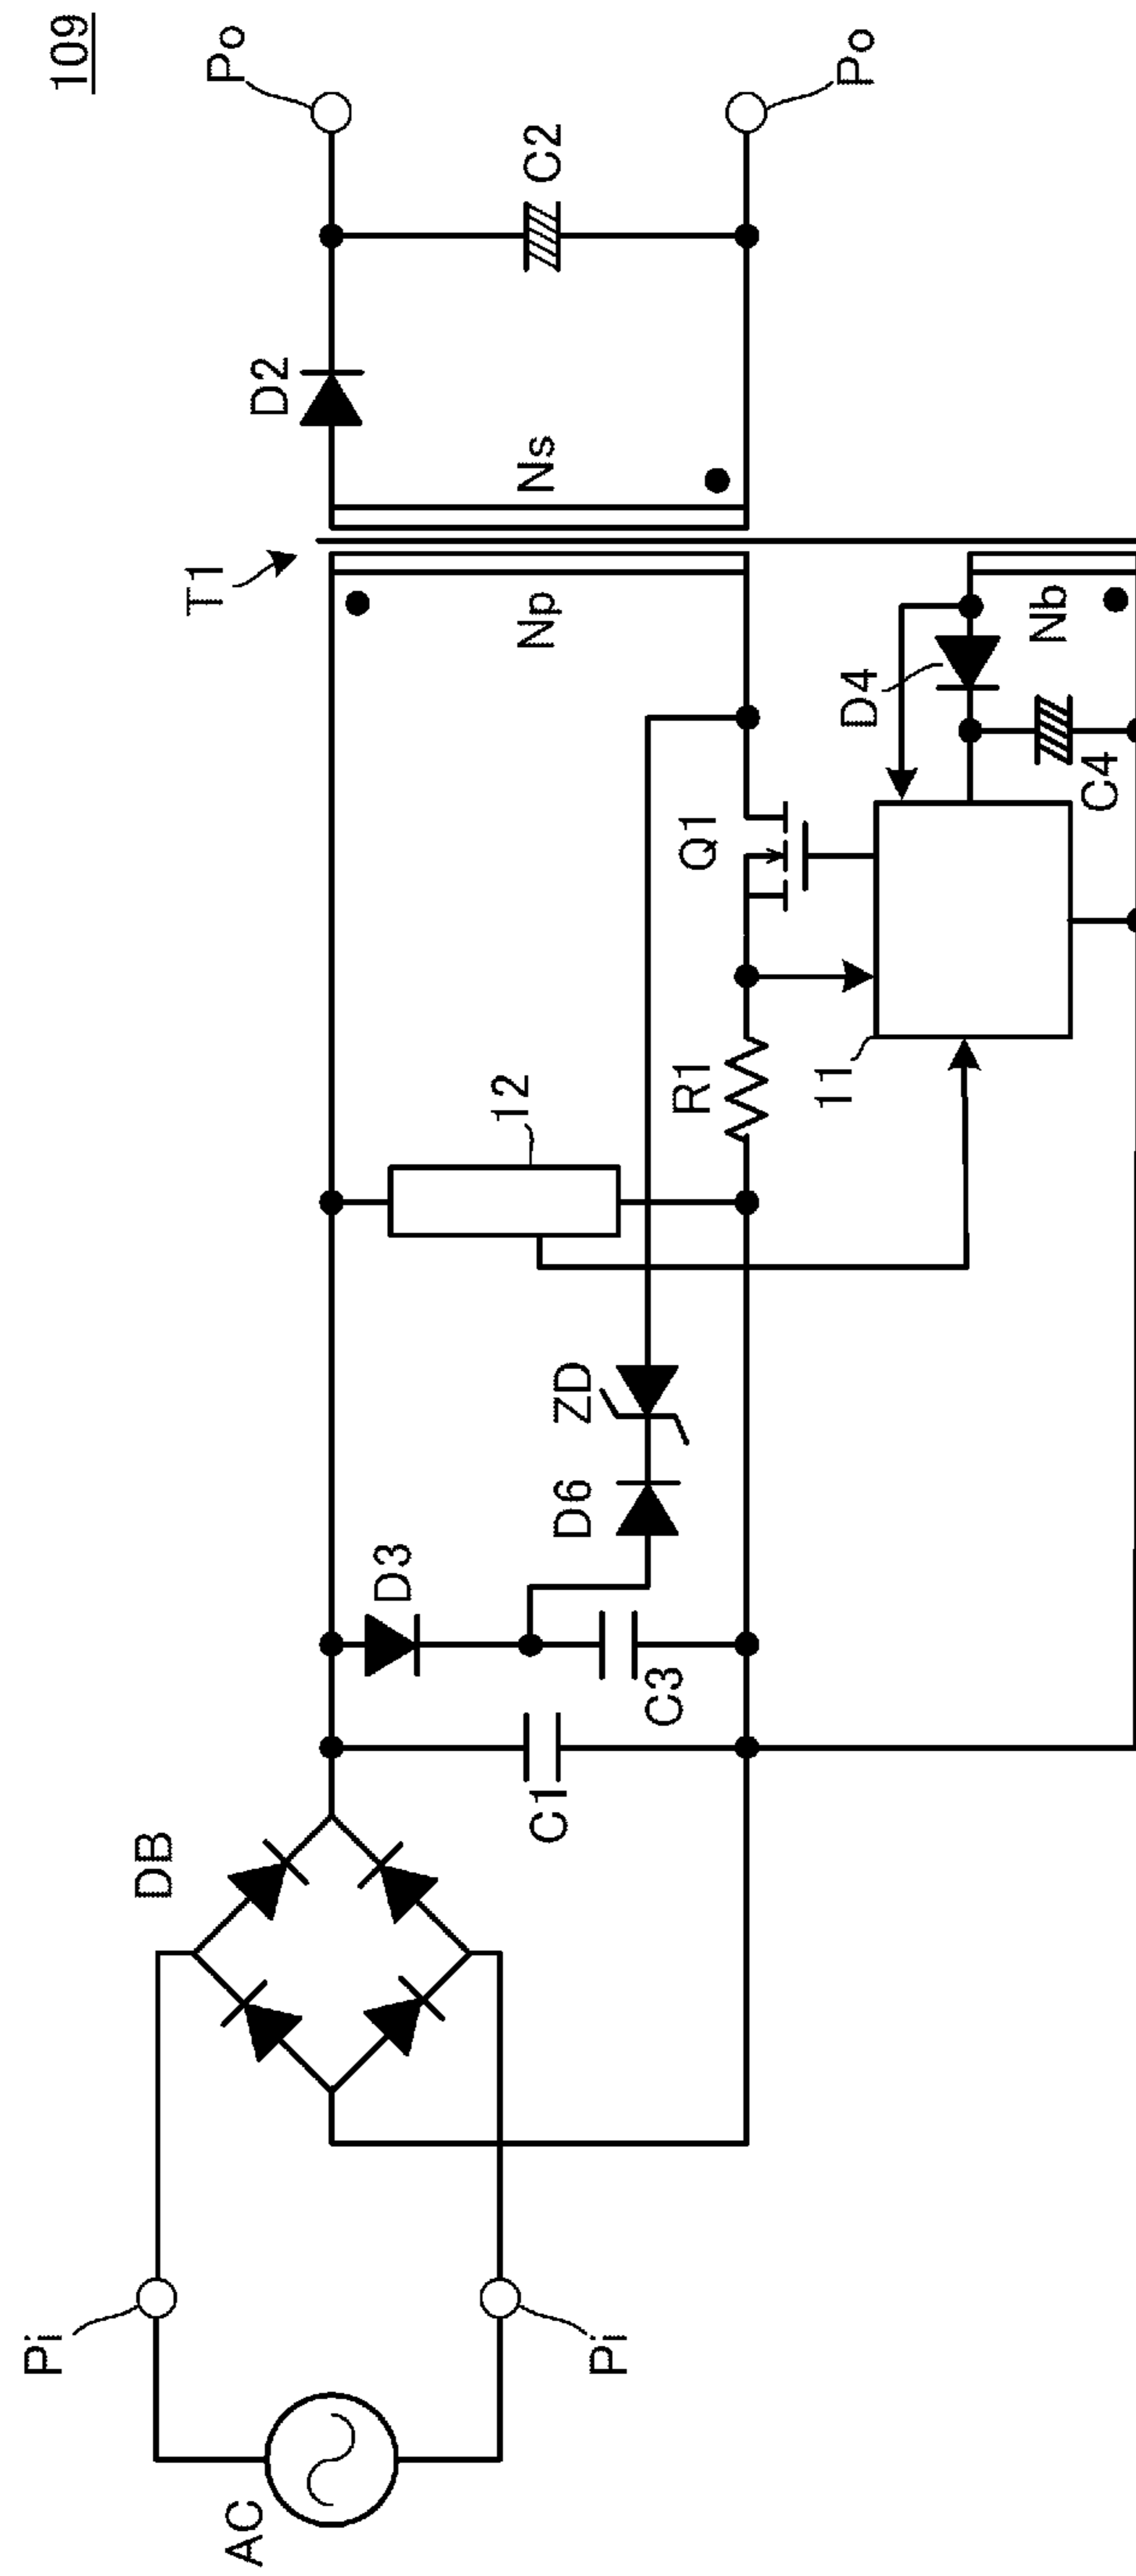 109
T1
Po
D2
C2
Ns
Po
Np
DB
D3
12
Q1
D4
Nb
R1
C4
D6
ZD
11
C3
C1
Pi
AC
Pi